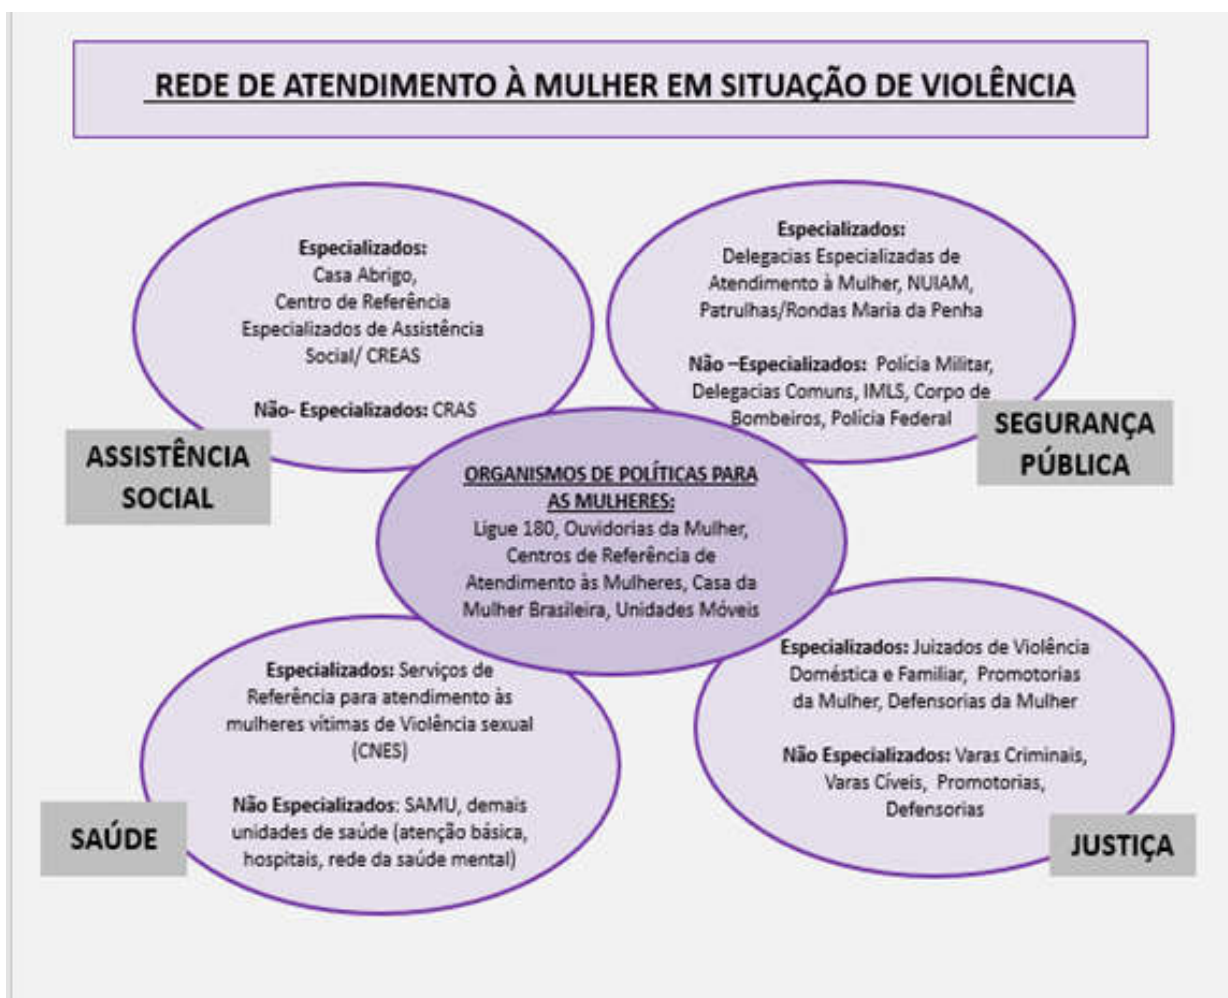 REDE DE ATENDIMENTO À MULHER EM SITUAÇÃO DE VIOLÊNCIA
Especializados:
Casa Abrigo,
Centro de Referência
Especializados de Assistência
Social/ CREAS
Não- Especializados: CRAS
ASSISTÊNCIA
SOCIAL
Especializados:
Delegacias Especializadas de
Atendimento à Mulher, NUIAM,
Patrulhas/Rondas Maria da Penha
Não –Especializados: Polícia Militar,
Delegacias Comuns, IMLS, Corpo de
Bombeiros, Polícia Federal
SEGURANÇA
PÚBLICA
ORGANISMOS DE POLÍTICAS PARA
AS MULHERES:
Ligue 180, Ouvidorias da Mulher,
Centros de Referência de
Atendimento às Mulheres, Casa da
Mulher Brasileira, Unidades Móveis
Especializados: Serviços de
Referência para atendimento às
mulheres vítimas de Violência sexual
(CNES)
Não Especializados: SAMU, demais
unidades de saúde (atenção básica,
hospitais, rede da saúde mental)
SAÚDE
Especializados: Juizados de Violência
Doméstica e Familiar, Promotorias
da Mulher, Defensorias da Mulher
Não Especializados: Varas Criminais,
Varas Cíveis, Promotorias,
Defensorias
JUSTIÇA